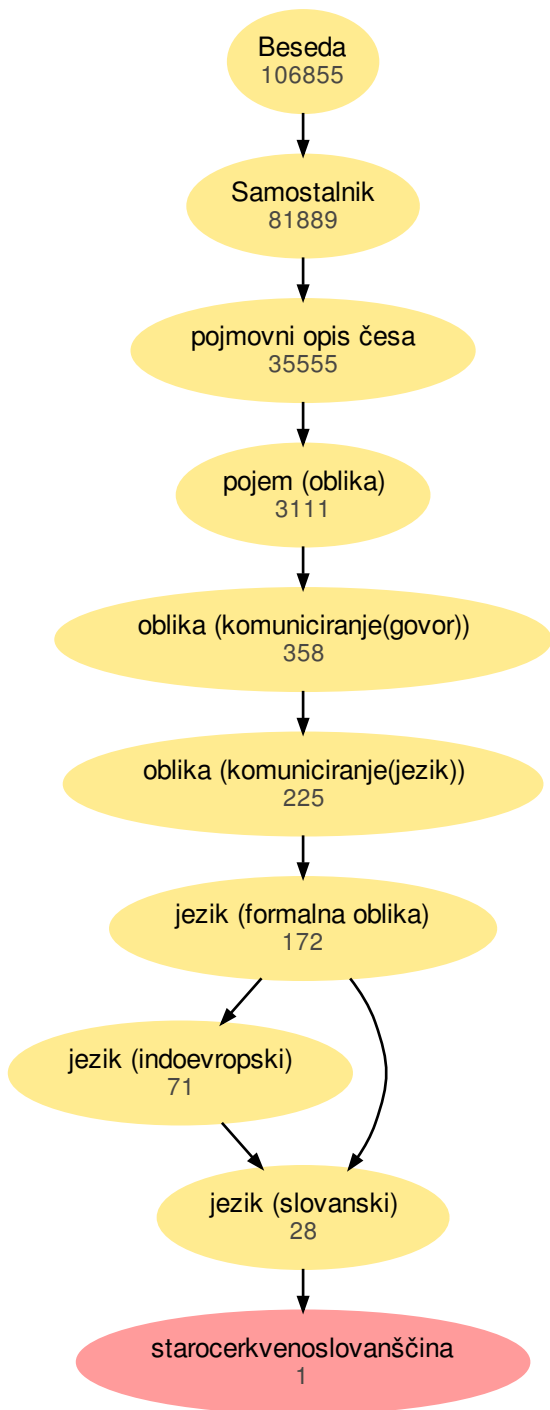 Beseda
106855
Samostalnik
81889
pojmovni opis česa
35555
pojem (oblika)
3111
oblika (komuniciranje(govor))
358
oblika (komuniciranje(jezik))
225
jezik (formalna oblika)
172
jezik (indoevropski)
71
jezik (slovanski)
28
starocerkvenoslovanščina
1